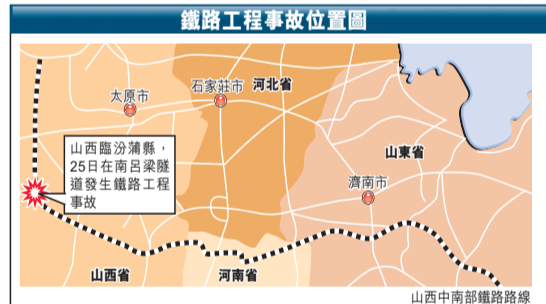 鐵路工程事故位置圖
太原市
石家莊市
河北省
山西臨汾蒲縣，
25日在南呂梁隧
道發生鐵路工程
事故
山東省
濟南市
山西省
河南省
山西中南部鐵路路線